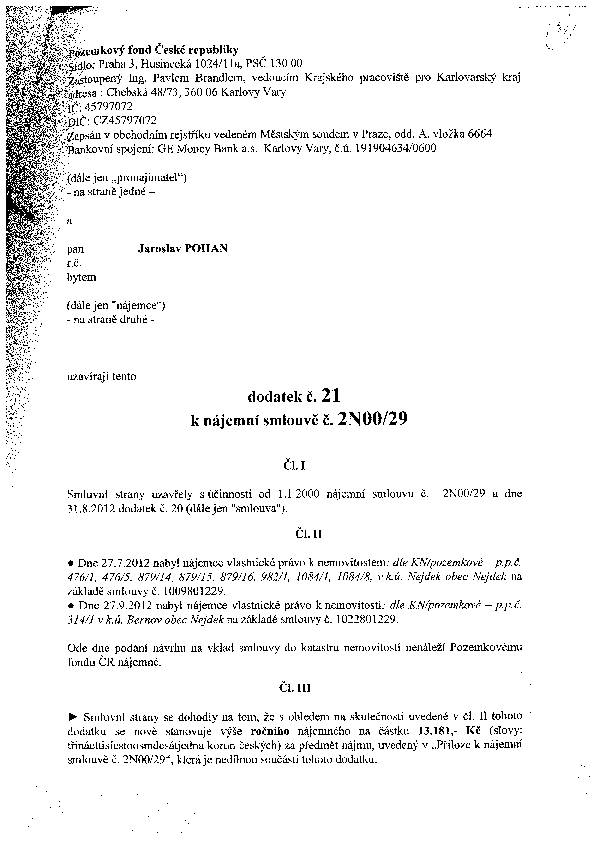 Pozemkový fond České republiky
Sídlo: Praha 3, Husinecká 1024/11a, PSČ 130 00
Zastoupený Ing. Pavlem Brandlem, vedoucím Krajského pracoviště pro Karlovarský kraj
adresa : Chebská 48/73, 360 06 Karlovy Vary
IČ: 45797072
DIČ: CZ45797072
Zapsán v obchodním rejstříku vedeném Městským soudem v Praze, odd. A, vložka 6664
Bankovní spojení: GE Money Bank a.s. Karlovy Vary, č.ú. 191904634/0600
(dále jen „pronajímatel“)
- na straně jedné –
a
pan Jaroslav POHAN
r.č.
bytem
(dále jen "nájemce")
- na straně druhé -
uzavírají tento
dodatek č. 21
k nájemní smlouvě č. 2N00/29
Čl. I
Smluvní strany uzavřely s účinností od 1.1.2000 nájemní smlouvu č. 2N00/29 a dne
31.8.2012 dodatek č. 20 (dále jen "smlouva").
Čl. II
● Dne 27.7.2012 nabyl nájemce vlastnické právo k nemovitostem: dle KN/pozemkové – p.p.č.
476/1, 476/5, 879/14, 879/15, 879/16, 982/1, 1084/1, 1084/8, v k.ú. Nejdek obec Nejdek na
základě smlouvy č. 1009801229.
● Dne 27.9.2012 nabyl nájemce vlastnické právo k nemovitosti: dle KN/pozemkové – p.p.č.
314/1 v k.ú. Bernov obec Nejdek na základě smlouvy č. 1022801229.
Ode dne podání návrhu na vklad smlouvy do katastru nemovitostí nenáleží Pozemkovému
fondu ČR nájemné.
Čl. III
► Smluvní strany se dohodly na tom, že s ohledem na skutečnosti uvedené v čl. II tohoto
dodatku se nově stanovuje výše ročního nájemného na částku 13.181,- Kč (slovy:
třinácttisícstoosmdesátjedna korun českých) za předmět nájmu, uvedený v „Příloze k nájemní
smlouvě č. 2N00/29“, která je nedílnou součástí tohoto dodatku.